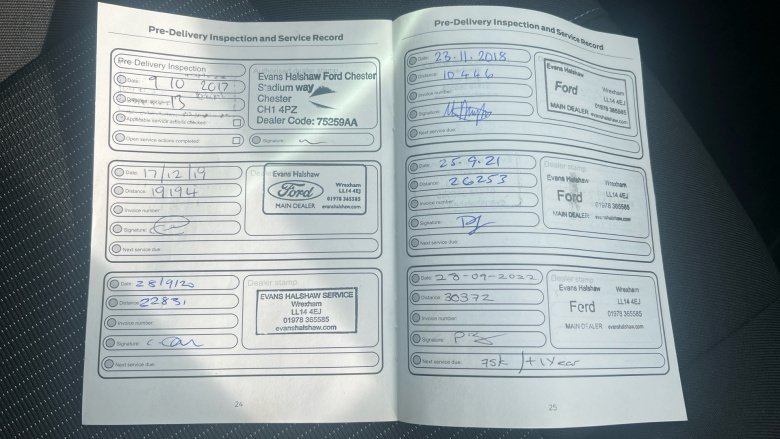 Pre-Delivery Inspection and Service Record
Pre Delivery Inspection
Date: 9 10 2017
13
Applicable service actions checked:
Open service actions completed:
Evans Halshaw Ford Chester
Stadium way
Chester
CH1 4PZ
Dealer Code: 75259AA
Signature:
Date: 17/12/19
Distance: 19194
Invoice number:
Signature:
Next service due:
Evans Halshaw
Ford
Wrexham
LL14 4EJ
01978 365585
MAIN DEALER evanshalshaw.com
Date: 28/9/20
Distance: 22831
Invoice number:
Signature:
Next service due:
Dealer stamp
EVANS HALSHAW SERVICE
Wrexham
LL14 4EJ
01978 365585
evanshalshaw.com
24
Pre-Delivery Inspection and Service Record
Date: 23.11.2018
Distance: 10446
Invoice number:
Signature:
Next service due:
Evans Halshaw
Ford
Wrexham
LL14 4EJ
01978 365585
MAIN DEALER evanshalshaw.com
Date: 25.9.21
Distance: 26253
Invoice number:
Signature:
Next service due:
Dealer stamp
Evans Halshaw
Ford
Wrexham
LL14 4EJ
01978 365585
MAIN DEALER evanshalshaw.com
Date: 23-09-2022
Distance: 30372
Invoice number:
Signature:
Next service due: /+1 year
Dealer stamp
Evans Halshaw
Ford
Wrexham
LL14 4EJ
01978 365585
MAIN DEALER evanshalshaw.com
25